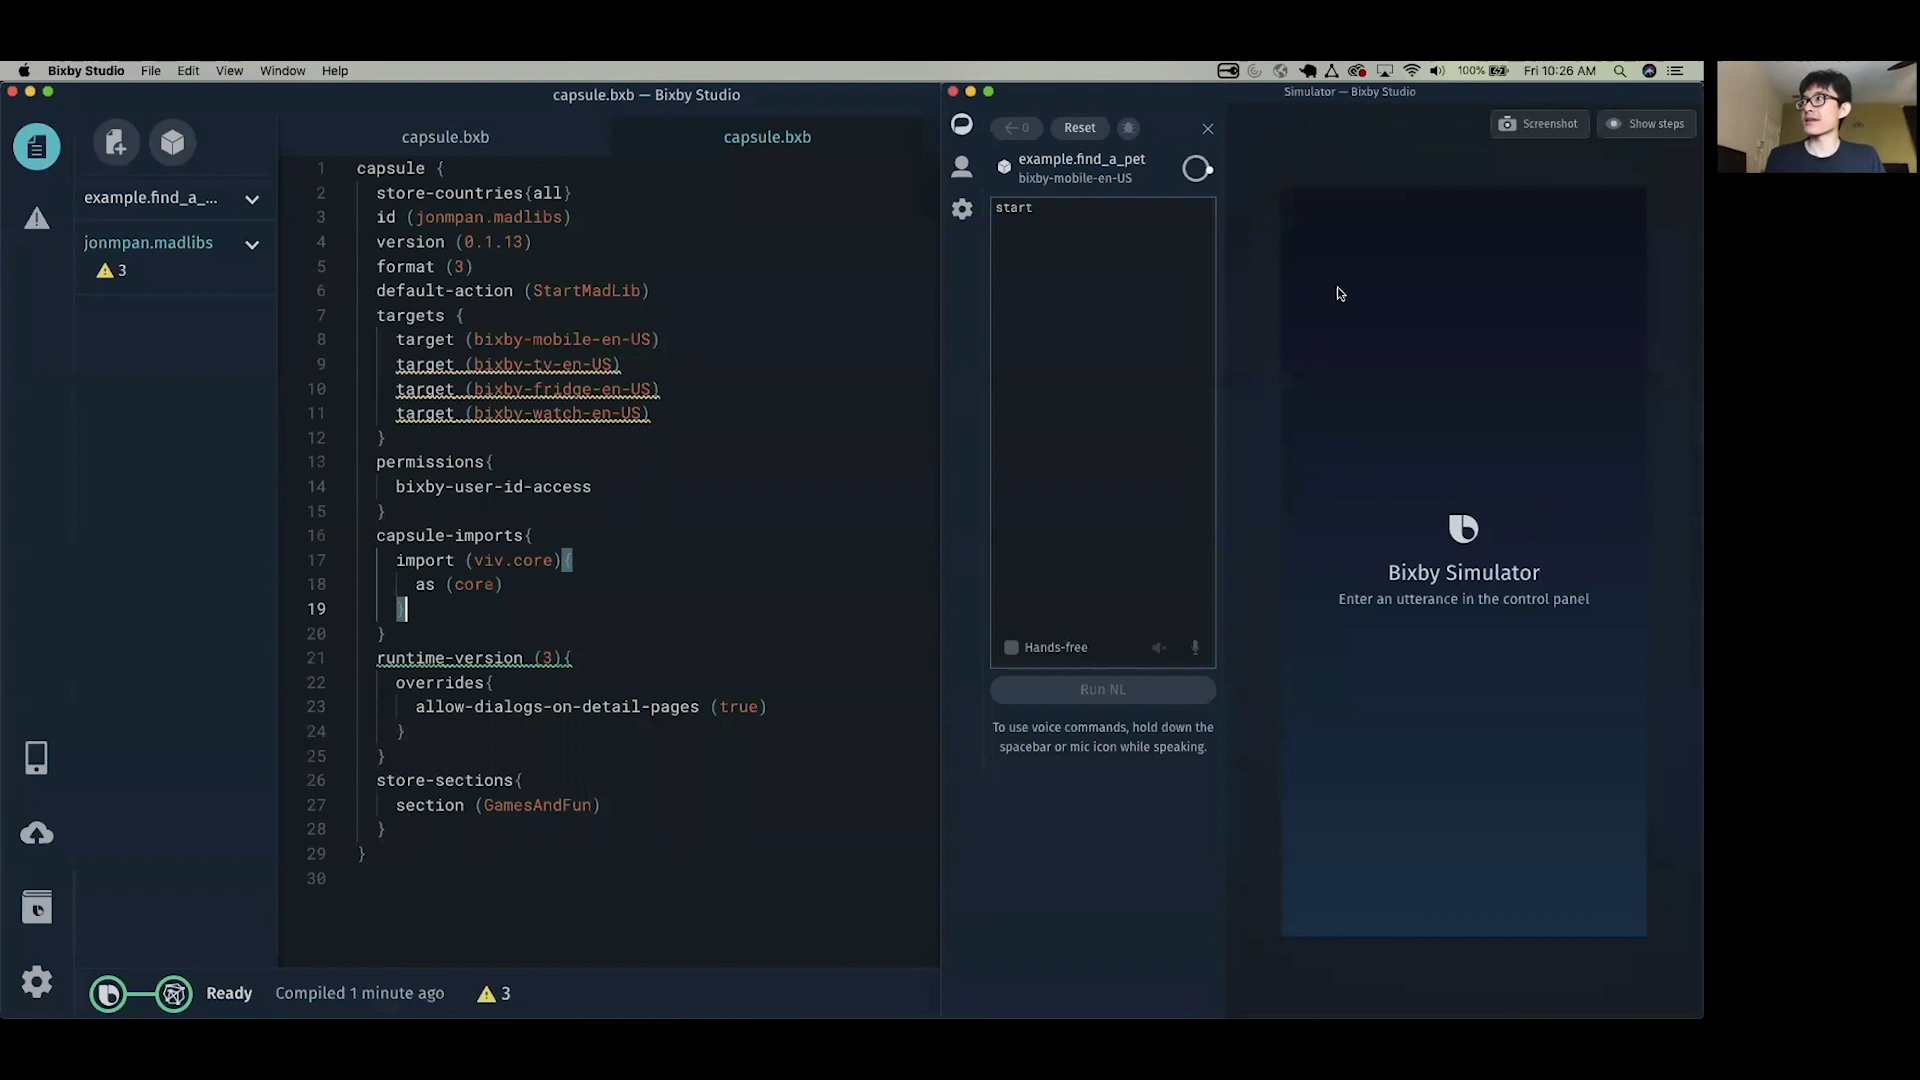 Bixby Studio File Edit View Window Help
100% Fri 10:26 AM
capsule.bxb — Bixby Studio
Simulator — Bixby Studio
capsule.bxb
capsule.bxb
example.find_a_...
jonmpan.madlibs
3
1 capsule {
2 store-countries{all}
3 id (jonmpan.madlibs)
4 version (0.1.13)
5 format (3)
6 default-action (StartMadLib)
7 targets {
8 target (bixby-mobile-en-US)
9 target (bixby-tv-en-US)
10 target (bixby-fridge-en-US)
11 target (bixby-watch-en-US)
12 }
13 permissions{
14 bixby-user-id-access
15 }
16 capsule-imports{
17 import (viv.core){
18 as (core)
19 }
20 }
21 runtime-version (3){
22 overrides{
23 allow-dialogs-on-detail-pages (true)
24 }
25 }
26 store-sections{
27 section (GamesAndFun)
28 }
29 }
30
Ready Compiled 1 minute ago 3
0 Reset
example.find_a_pet
bixby-mobile-en-US
start
Hands-free
Run NL
To use voice commands, hold down the
spacebar or mic icon while speaking.
Screenshot Show steps
Bixby Simulator
Enter an utterance in the control panel